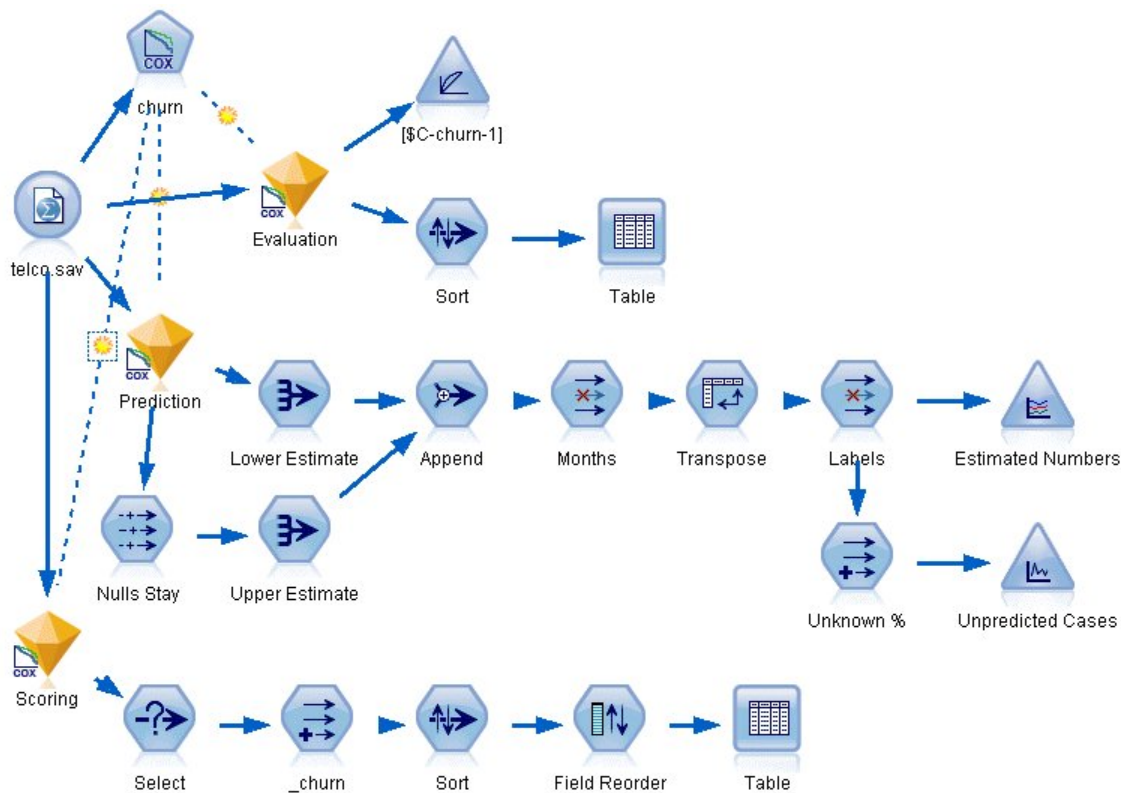 COX
churn
[$C-churn-1]
COX
Evaluation
telco.sav
Sort
Table
COX
Prediction
Lower Estimate
Append
Months
Transpose
Labels
Estimated Numbers
Nulls Stay
Upper Estimate
Unknown %
Unpredicted Cases
COX
Scoring
Select
_churn
Sort
Field Reorder
Table